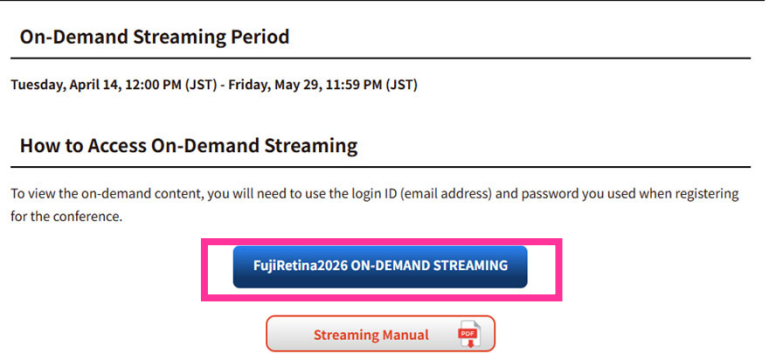 On-Demand Streaming Period
Tuesday, April 14, 12:00 PM (JST) - Friday, May 29, 11:59 PM (JST)
How to Access On-Demand Streaming
To view the on-demand content, you will need to use the login ID (email address) and password you used when registering
for the conference.
FujiRetina2026 ON-DEMAND STREAMING
Streaming Manual
PDF